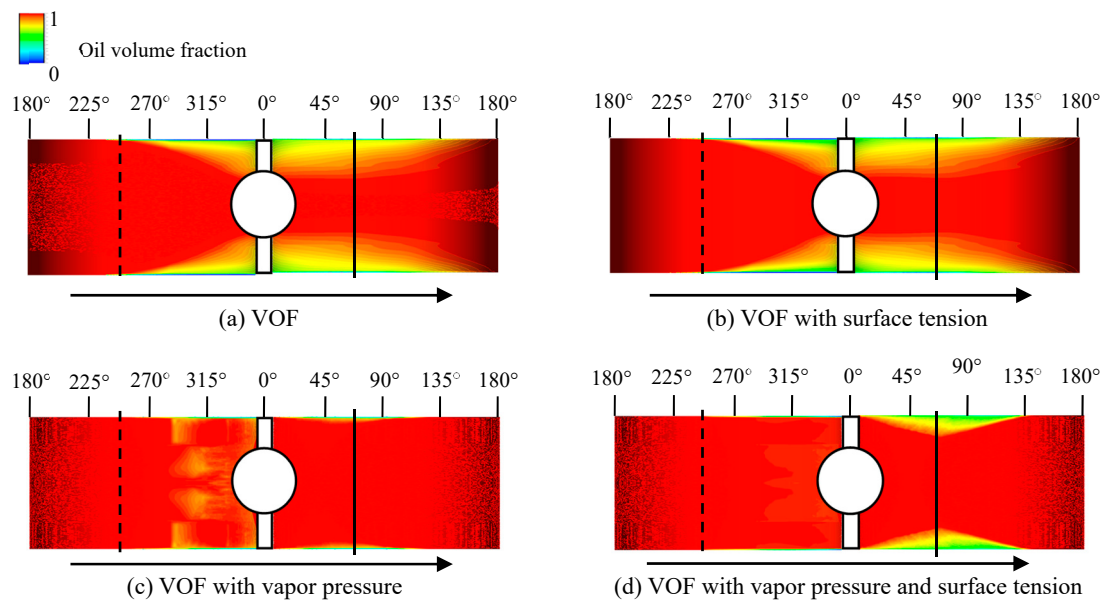 1
Oil volume fraction
0
180° 225° 270° 315° 0° 45° 90° 135° 180°
180° 225° 270° 315° 0° 45° 90° 135° 180°
(a) VOF
(b) VOF with surface tension
180° 225° 270° 315° 0° 45° 90° 135° 180°
180° 225° 270° 315° 0° 45° 90° 135° 180°
(c) VOF with vapor pressure
(d) VOF with vapor pressure and surface tension